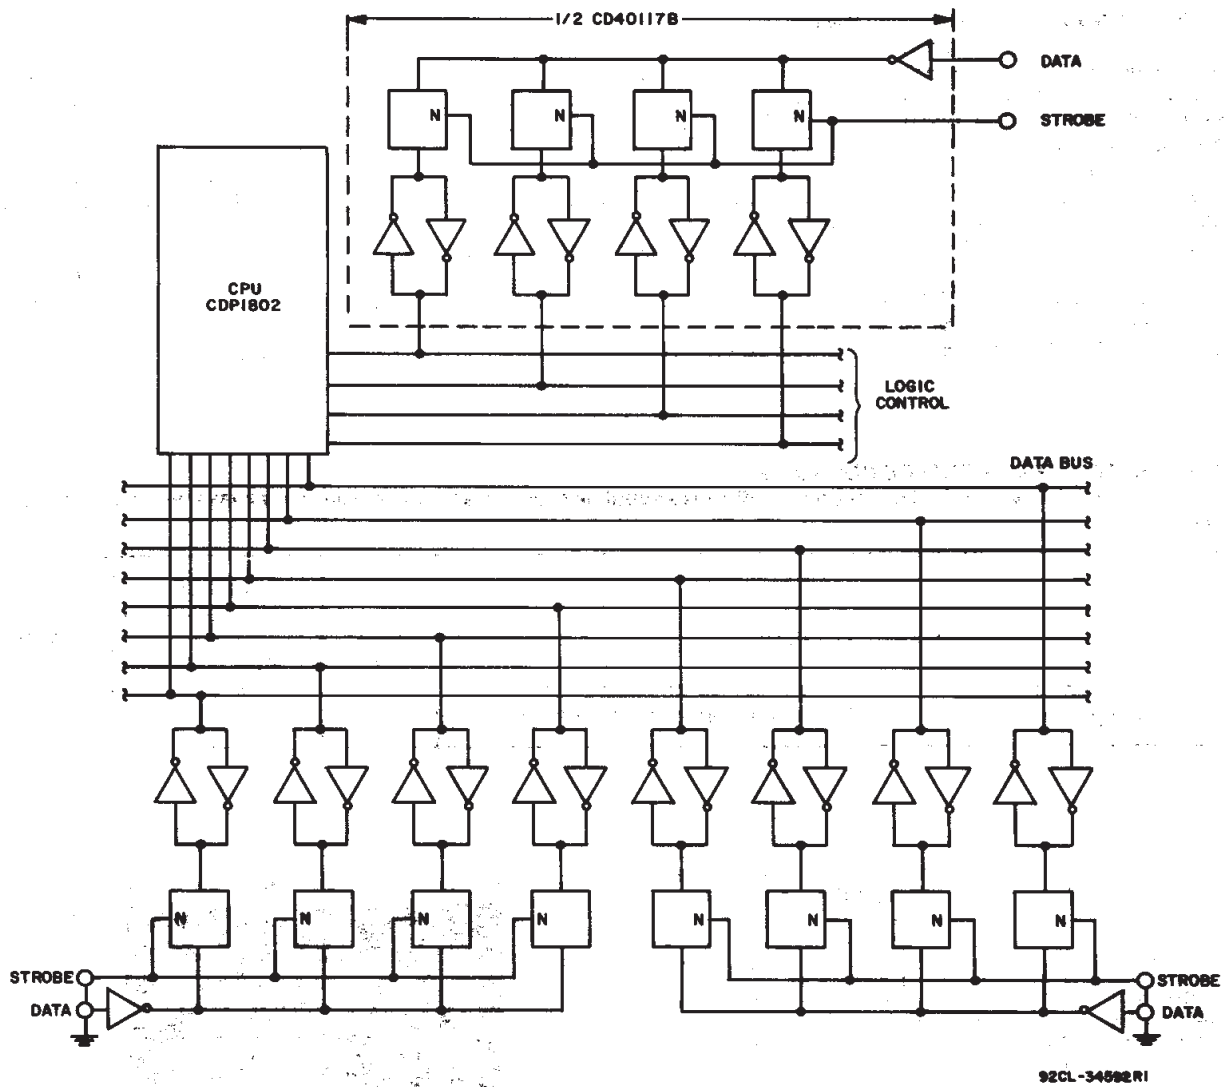 1/2 CD40117B
DATA
N N N N
STROBE
CPU
CDP1802
LOGIC
CONTROL
DATA BUS
N N N N N N N N
STROBE
STROBE
DATA
DATA
92CL-34592R1